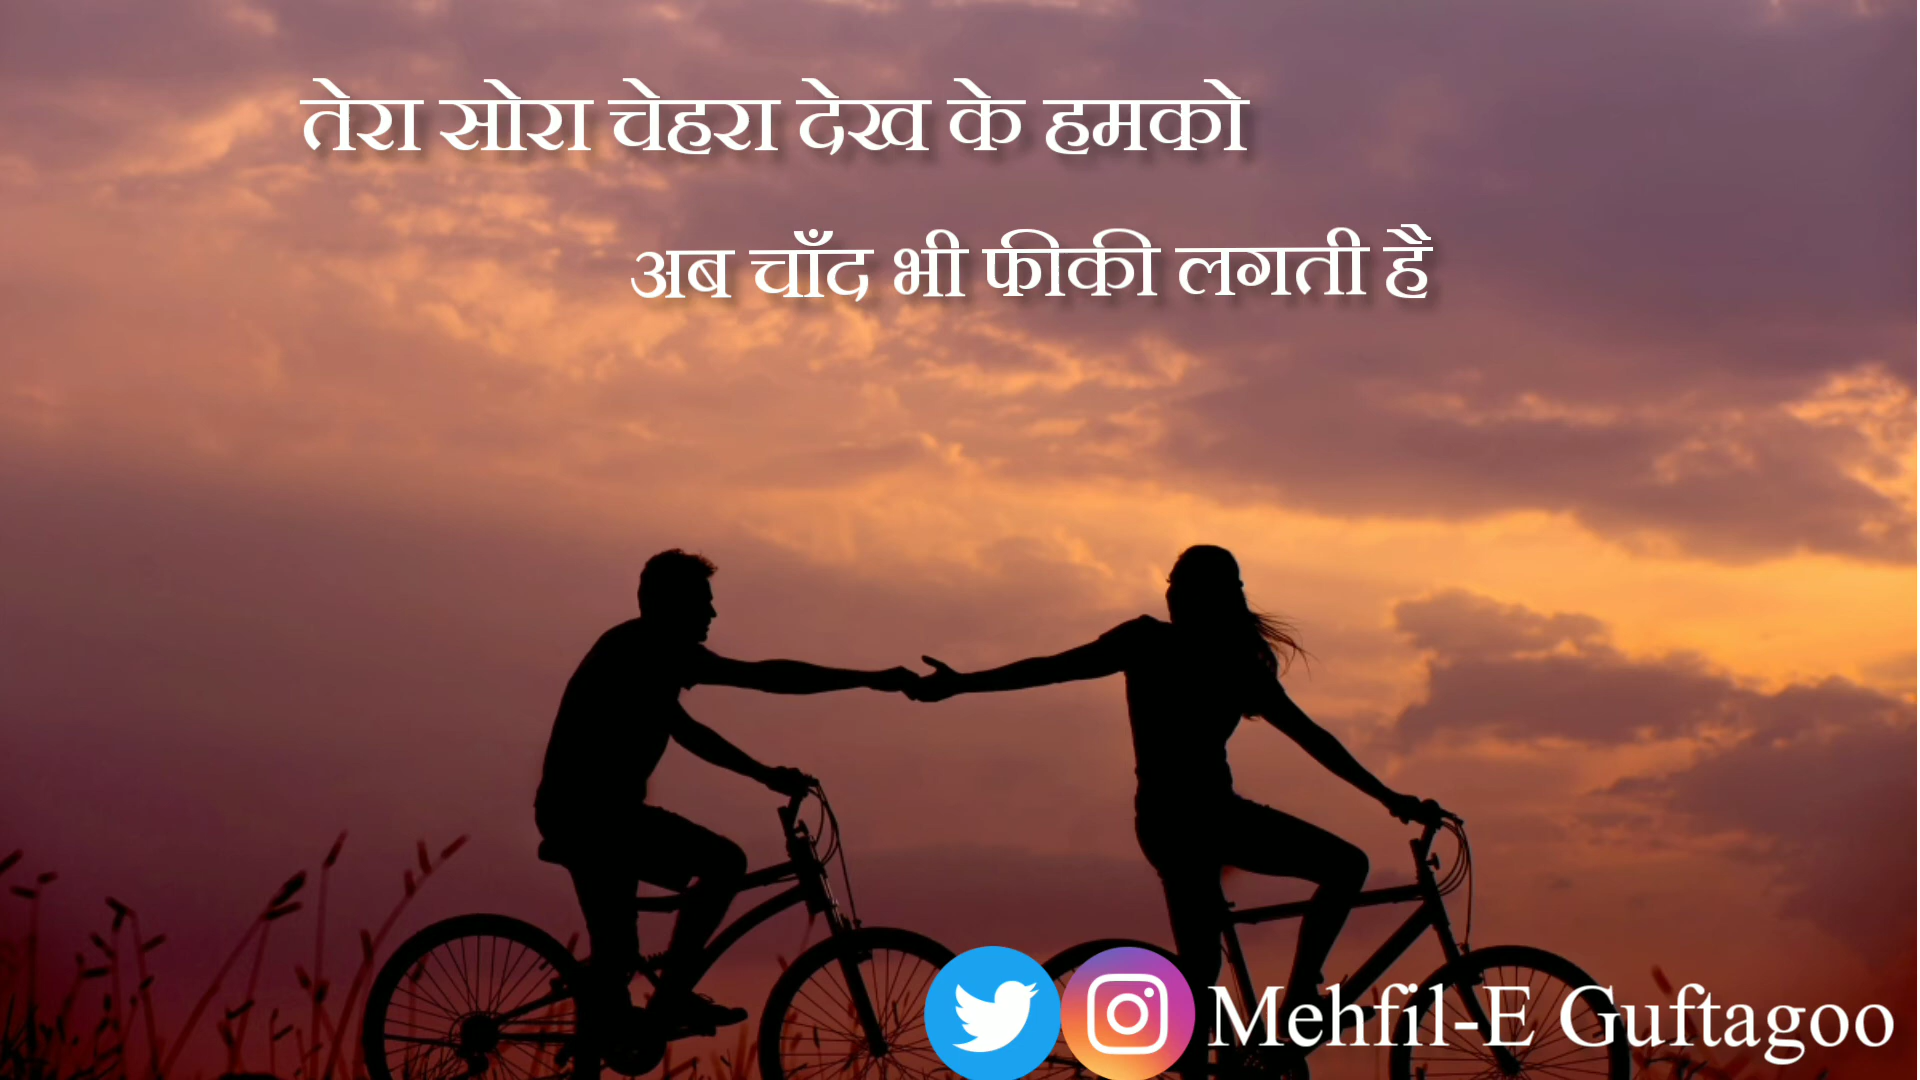 तेरा सोरा चेहरा देख के हमको
अब चाँद भी फीकी लगती है
Mehfil-E Guftagoo